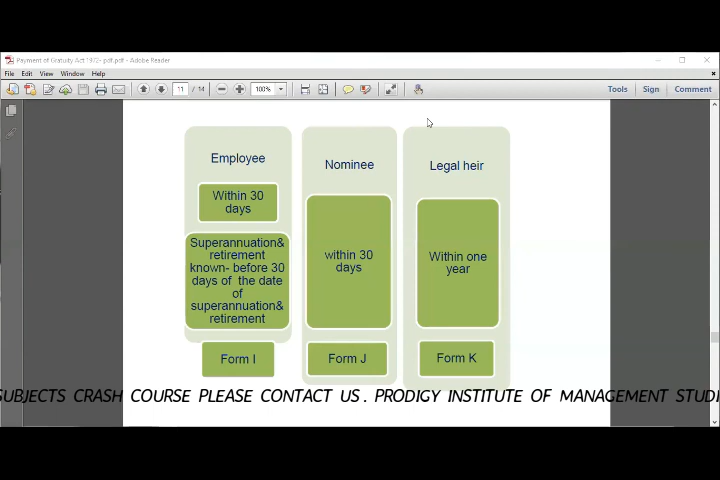 Payment of Gratuity Act 1972- pdf.pdf - Adobe Reader
File Edit View Window Help
11 / 14 100% Tools Sign Comment
Employee
Within 30
days
Superannuation&
retirement
known- before 30
days of the date
of
superannuation&
retirement
Form I
Nominee
within 30
days
Form J
Legal heir
Within one
year
Form K
SUBJECTS CRASH COURSE PLEASE CONTACT US . PRODIGY INSTITUTE OF MANAGEMENT STUDI